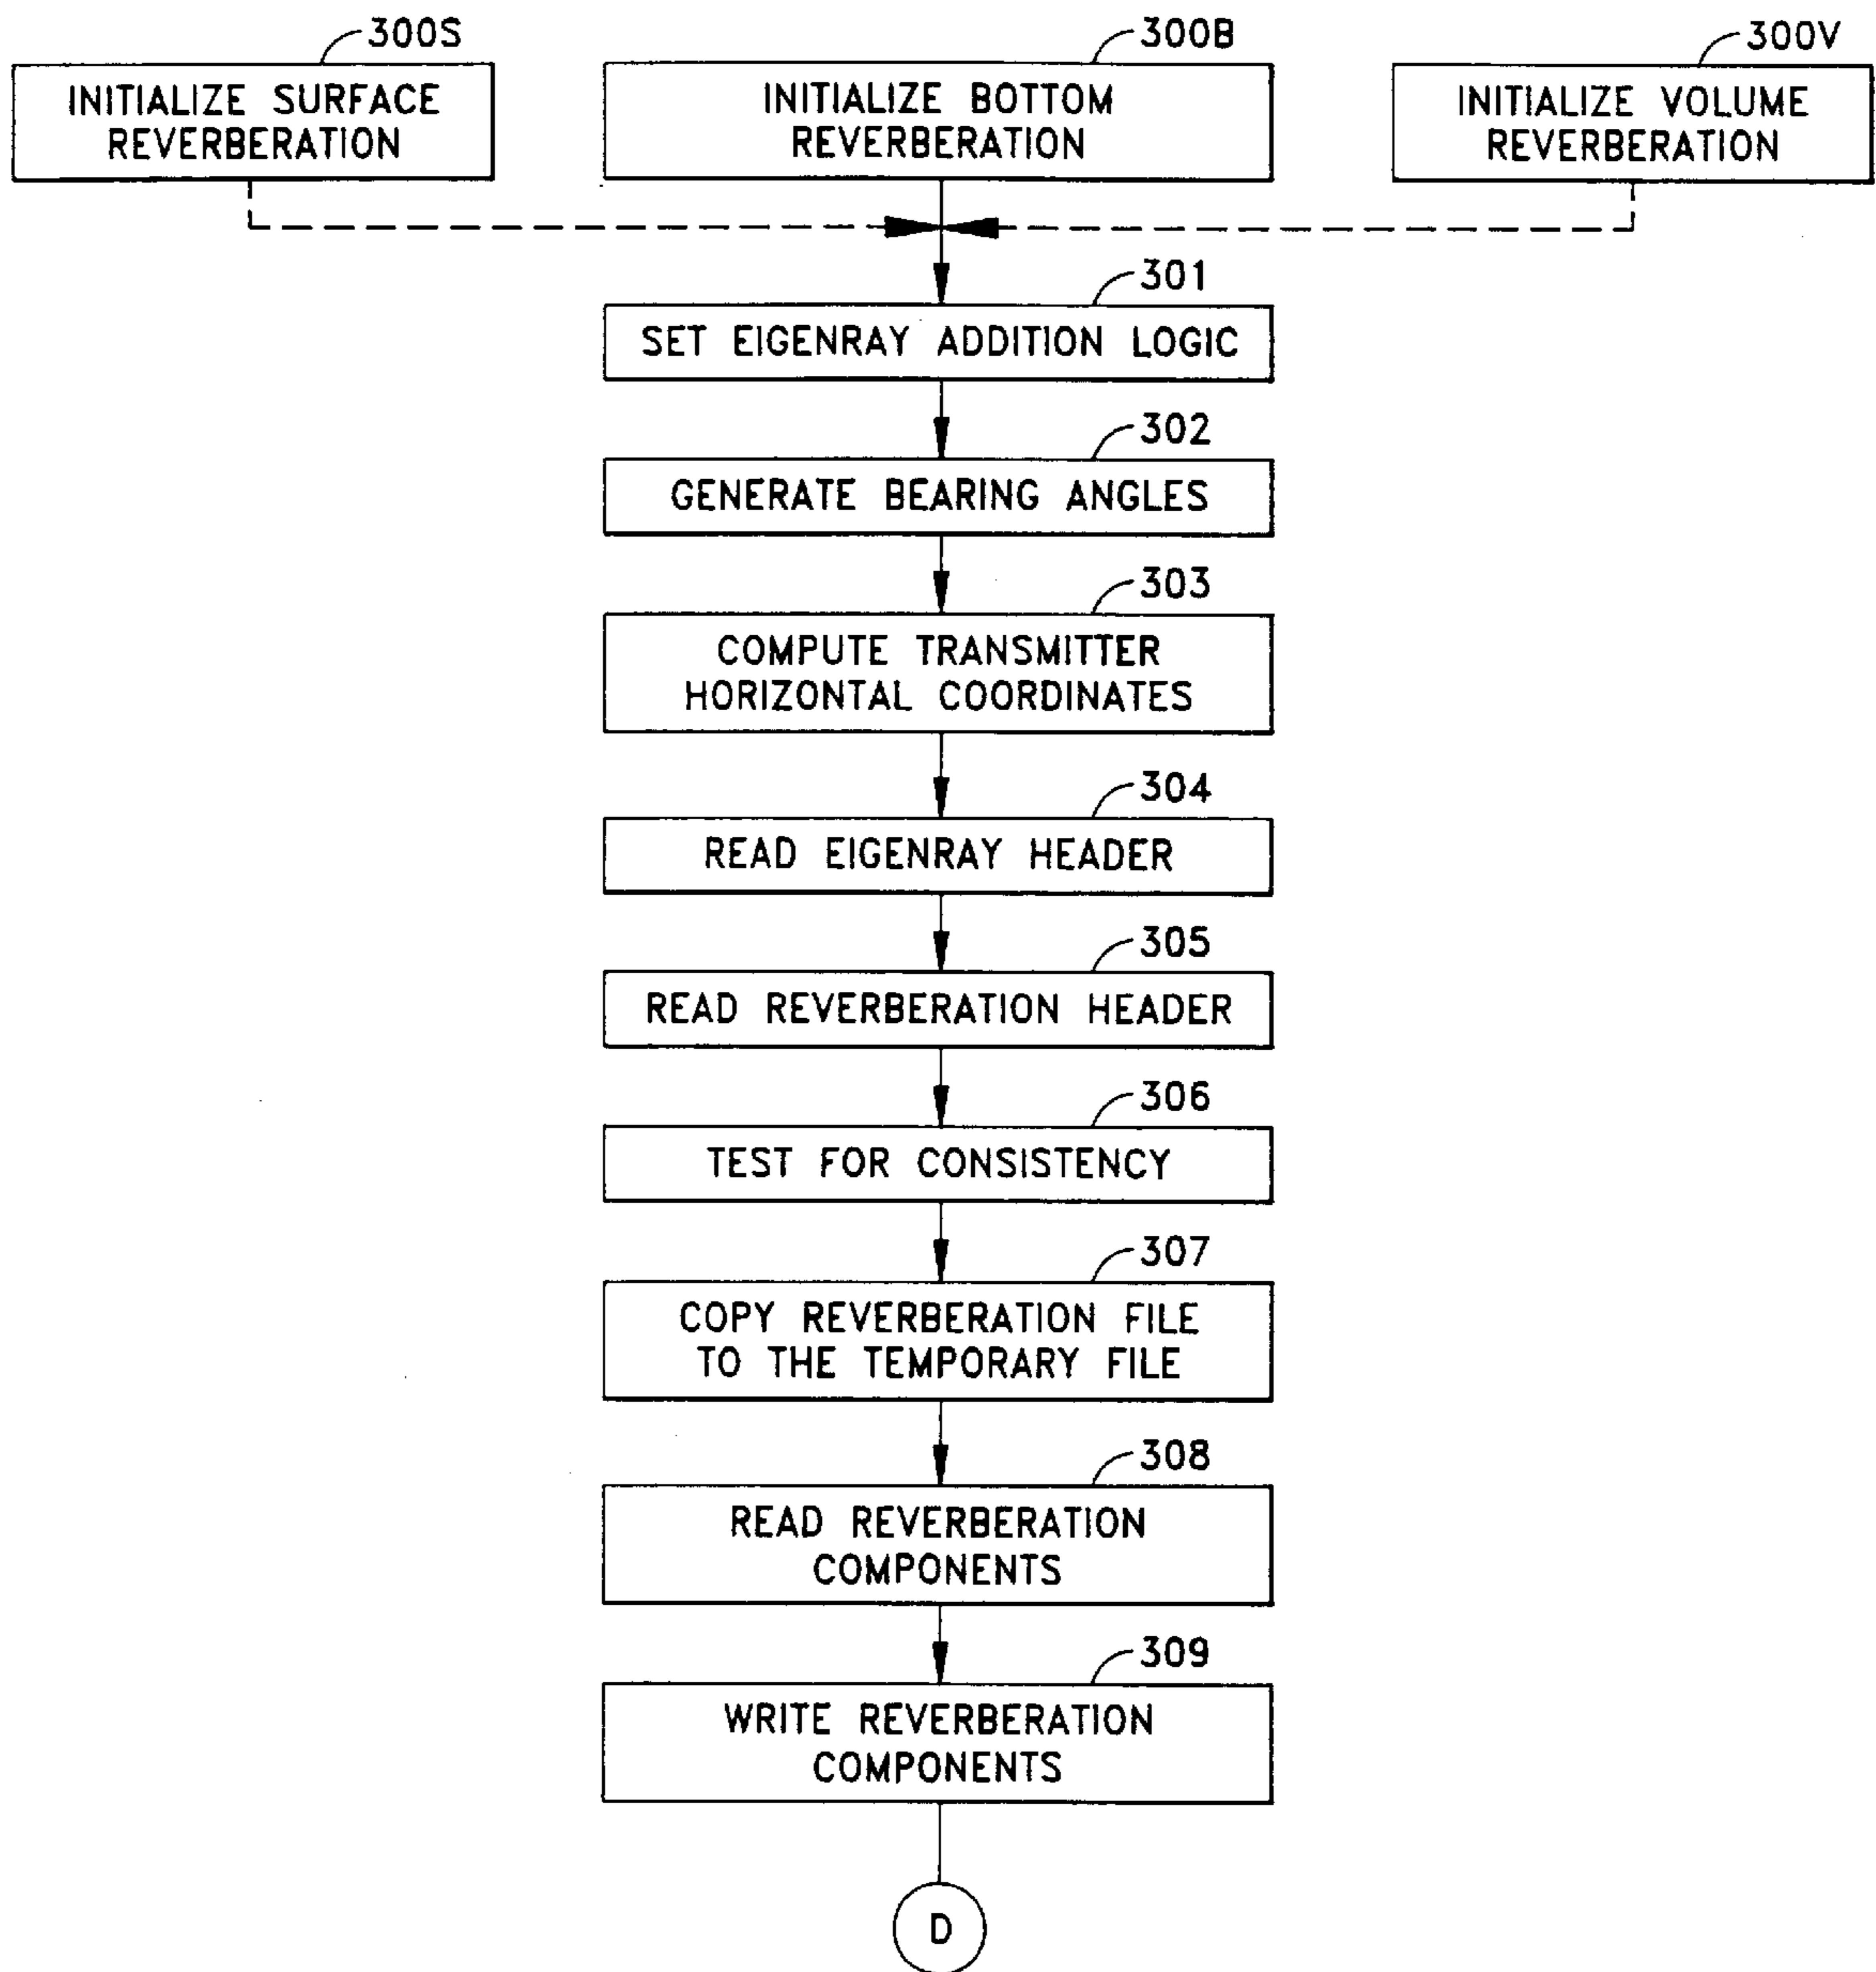 300S
INITIALIZE SURFACE
REVERBERATION
300B
INITIALIZE BOTTOM
REVERBERATION
300V
INITIALIZE VOLUME
REVERBERATION
301
SET EIGENRAY ADDITION LOGIC
302
GENERATE BEARING ANGLES
303
COMPUTE TRANSMITTER
HORIZONTAL COORDINATES
304
READ EIGENRAY HEADER
305
READ REVERBERATION HEADER
306
TEST FOR CONSISTENCY
307
COPY REVERBERATION FILE
TO THE TEMPORARY FILE
308
READ REVERBERATION
COMPONENTS
309
WRITE REVERBERATION
COMPONENTS
D